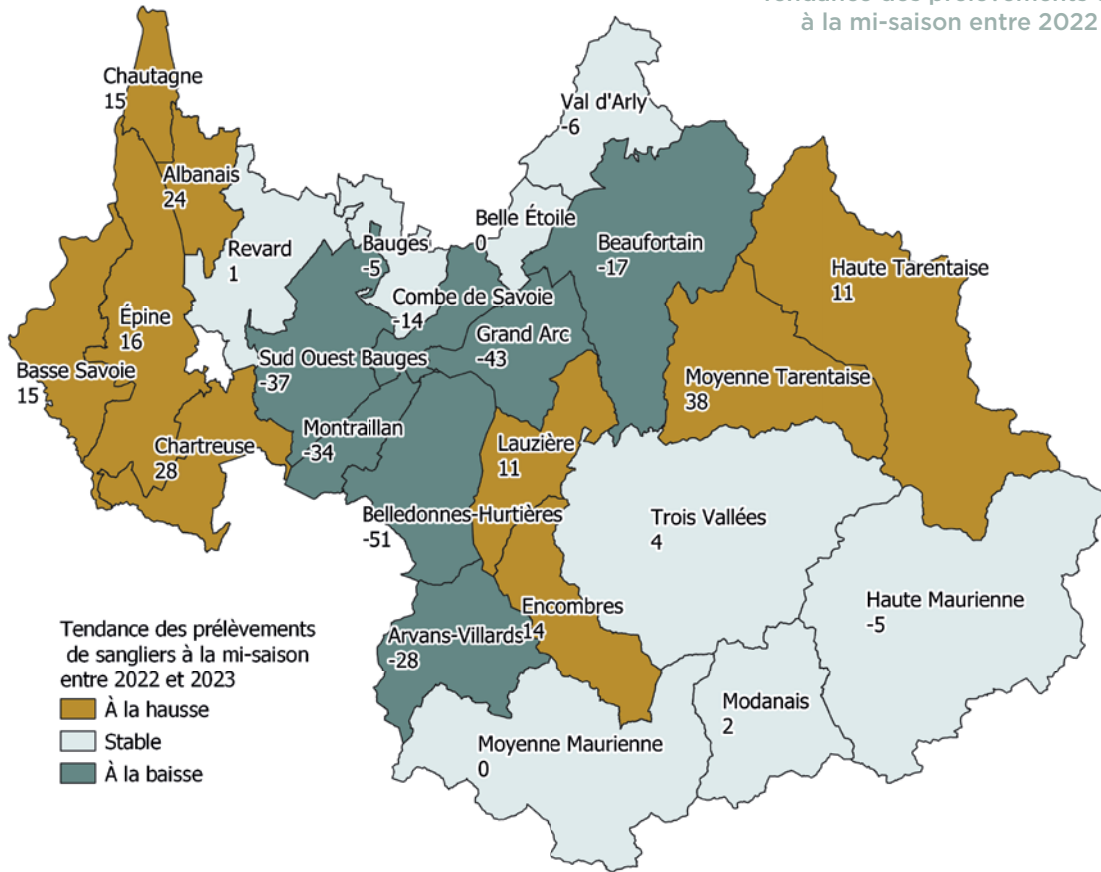 à la mi-saison entre 2022
Chautagne
15
Val d'Arly
-6
Albanais
24
Belle Étoile
0
Revard
1
Bauges
-5
Beaufortain
-17
Haute Tarentaise
11
Combe de Savoie
-14
Épine
16
Grand Arc
-43
Sud Ouest Bauges
-37
Basse Savoie
15
Moyenne Tarentaise
38
Montraillan
-34
Chartreuse
28
Lauzière
11
Belledonnes-Hurtières
-51
Trois Vallées
4
Haute Maurienne
-5
Encombres
14
Arvans-Villards
-28
Modanais
2
Moyenne Maurienne
0
Tendance des prélèvements
de sangliers à la mi-saison
entre 2022 et 2023
À la hausse
Stable
À la baisse